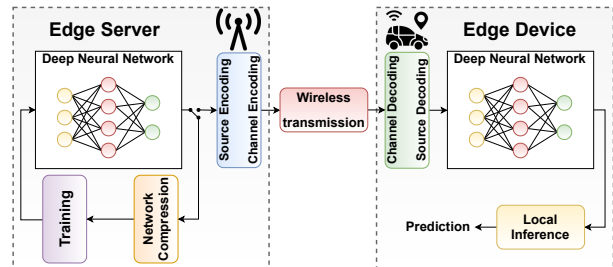 Edge Server
Deep Neural Network
Source Encoding
Channel Encoding
Training
Network
Compression
Wireless
transmission
Edge Device
Channel Decoding
Source Decoding
Deep Neural Network
Prediction
Local
Inference